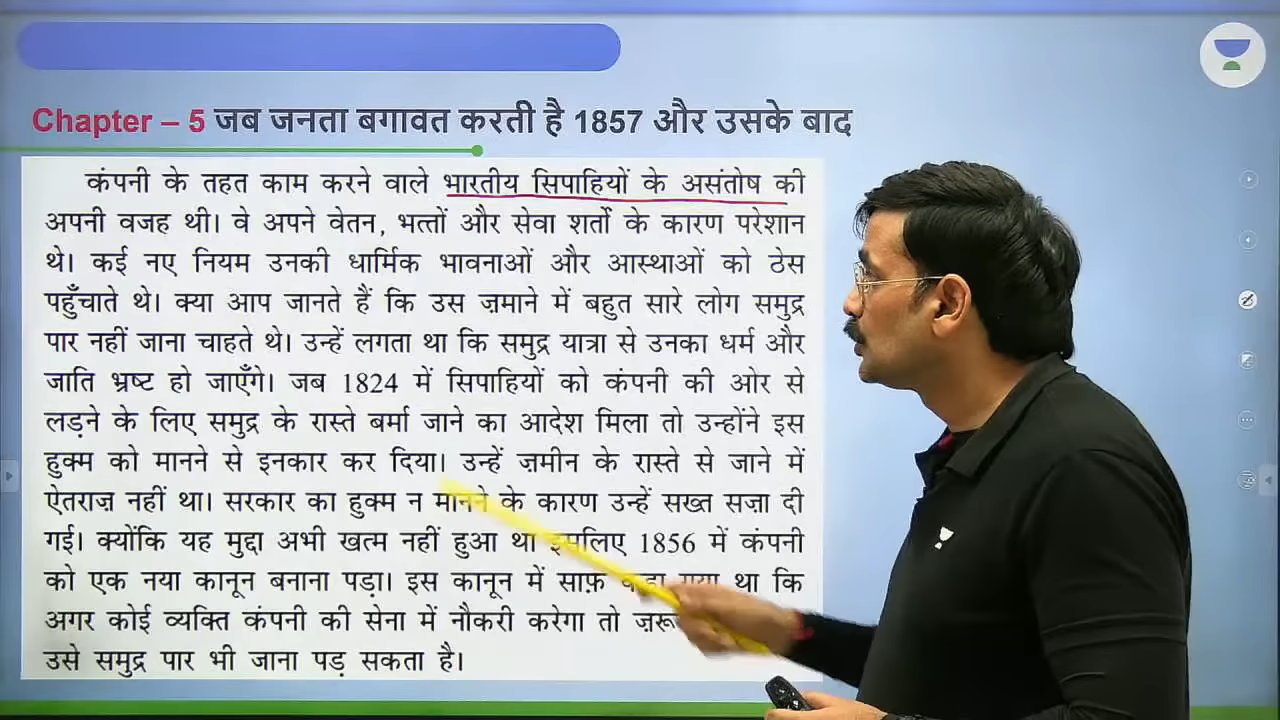 Chapter – 5 जब जनता बगावत करती है 1857 और उसके बाद
कंपनी के तहत काम करने वाले भारतीय सिपाहियों के असंतोष की
अपनी वजह थी। वे अपने वेतन, भत्तों और सेवा शर्तो के कारण परेशान
थे। कई नए नियम उनकी धार्मिक भावनाओं और आस्थाओं को ठेस
पहुँचाते थे। क्या आप जानते हैं कि उस ज़माने में बहुत सारे लोग समुद्र
पार नहीं जाना चाहते थे। उन्हें लगता था कि समुद्र यात्रा से उनका धर्म और
जाति भ्रष्ट हो जाएँगे। जब 1824 में सिपाहियों को कंपनी की ओर से
लड़ने के लिए समुद्र के रास्ते बर्मा जाने का आदेश मिला तो उन्होंने इस
हुक्म को मानने से इनकार कर दिया। उन्हें ज़मीन के रास्ते से जाने में
ऐतराज़ नहीं था। सरकार का हुक्म न मानने के कारण उन्हें सख्त सज़ा दी
गई। क्योंकि यह मुद्दा अभी खत्म नहीं हुआ था इसलिए 1856 में कंपनी
को एक नया कानून बनाना पड़ा। इस कानून में साफ़ था कि
अगर कोई व्यक्ति कंपनी की सेना में नौकरी करेगा तो
उसे समुद्र पार भी जाना पड़ सकता है।